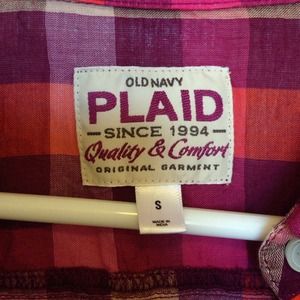 OLD NAVY
PLAID
SINCE 1994
Quality & Comfort
ORIGINAL GARMENT
S
MADE IN
INDIA